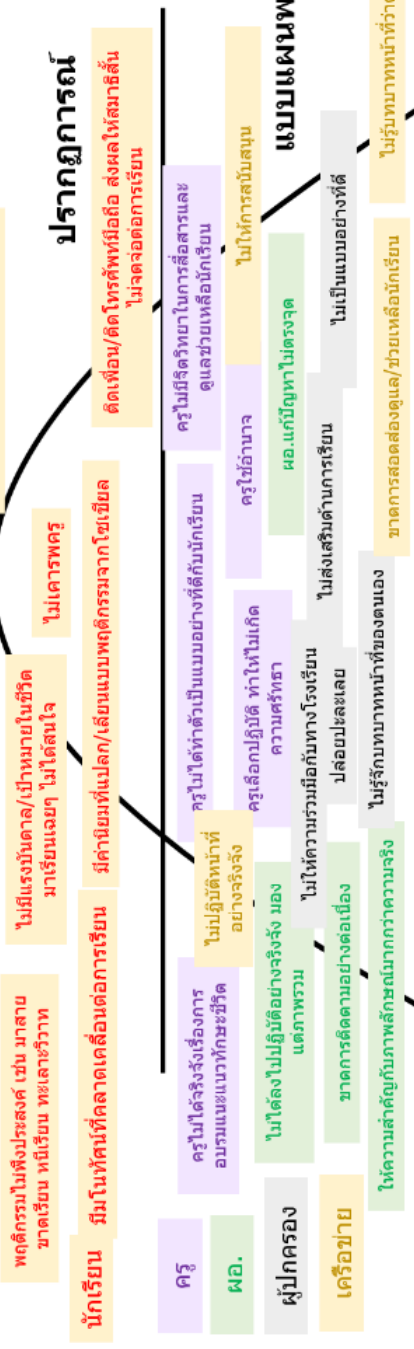 ปรากฏการณ์
พฤติกรรมไม่พึงประสงค์ เช่น มาสาย
ขาดเรียน หนีเรียน ทะเลาะวิวาท
ไม่มีแรงบันดาล/เป้าหมายในชีวิต
มาเรียนเฉยๆ ไม่ได้สนใจ
ไม่เคารพครู
ติดเพื่อน/ติดโทรศัพท์มือถือ ส่งผลให้สมาธิสั้น
ไม่จดจ่อต่อการเรียน
นักเรียน
มีมโนทัศน์ที่คลาดเคลื่อนต่อการเรียน
มีค่านิยมที่แปลก/เลียนแบบพฤติกรรมจากโซเชียล
แบบแผนพ
ครู
ครูไม่ได้จริงจังเรื่องการ
อบรมแนะแนวทักษะชีวิต
ครูไม่ได้ทำตัวเป็นแบบอย่างที่ดีกับนักเรียน
ครูไม่มีจิตวิทยาในการสื่อสารและ
ดูแลช่วยเหลือนักเรียน
ไม่ปฏิบัติหน้าที่
อย่างจริงจัง
ครูเลือกปฏิบัติ ทำให้ไม่เกิด
ความศรัทธา
ครูใช้อำนาจ
ไม่ให้การสนับสนุน
ผอ.
ไม่ได้ลงไปปฏิบัติอย่างจริงจัง มอง
แต่ภาพรวม
ผอ.แก้ปัญหาไม่ตรงจุด
ผู้ปกครอง
ไม่ให้ความร่วมมือกับทางโรงเรียน
ไม่ส่งเสริมด้านการเรียน
ไม่เป็นแบบอย่างที่ดี
ขาดการติดตามอย่างต่อเนื่อง
ปล่อยปะละเลย
เครือข่าย
ให้ความสำคัญกับภาพลักษณ์มากกว่าความจริง
ไม่รู้จักบทบาทหน้าที่ของตนเอง
ขาดการสอดส่องดูแล/ช่วยเหลือนักเรียน
ไม่รู้บทบาทหน้าที่ว่าต